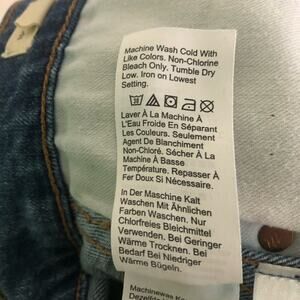 Machine Wash Cold With
Like Colors. Non-Chlorine
Bleach Only. Tumble Dry
Low. Iron on Lowest
Setting.
Laver À La Machine À
L'Eau Froide En Séparant
Les Couleurs. Seulement
Agent De Blanchiment
Non-Chloré. Sécher À La
Machine À Basse
Température. Repasser À
Fer Doux Si Nécessaire.
In Der Maschine Kalt
Waschen Mit Ähnlichen
Farben Waschen. Nur
Chlorfreies Bleichmittel
Verwenden. Bei Geringer
Wärme Trocknen. Bei
Bedarf Bei Niedriger
Wärme Bügeln.
Machinewas Ko
Dezelfde